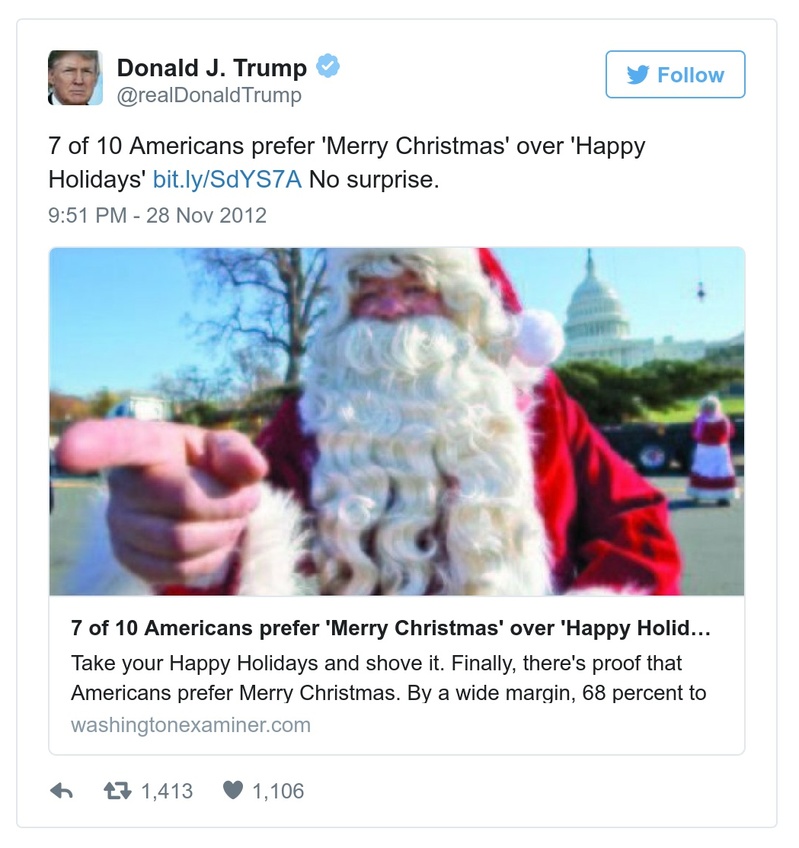 Donald J. Trump
@realDonaldTrump
Follow
7 of 10 Americans prefer 'Merry Christmas' over 'Happy
Holidays' bit.ly/SdYS7A No surprise.
9:51 PM - 28 Nov 2012
7 of 10 Americans prefer 'Merry Christmas' over 'Happy Holid…
Take your Happy Holidays and shove it. Finally, there's proof that
Americans prefer Merry Christmas. By a wide margin, 68 percent to
washingtonexaminer.com
1,413 1,106